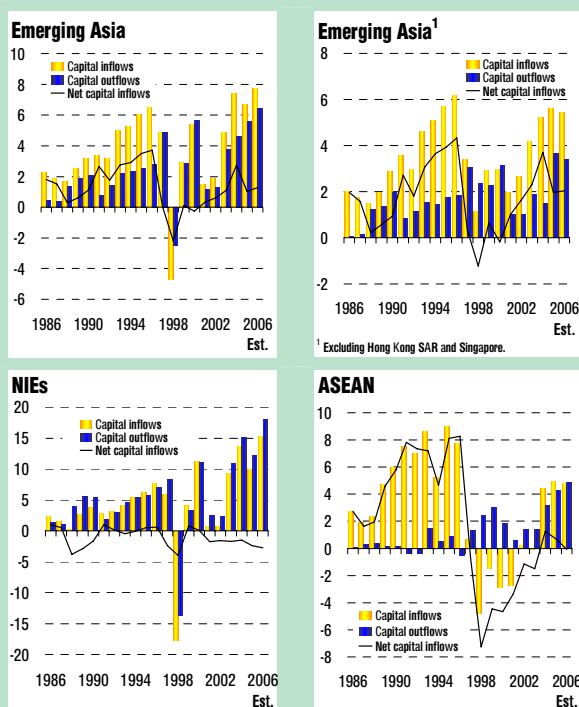 Emerging Asia
10
Capital inflows
Capital outflows
Net capital inflows
8
6
4
2
0
-2
-4
-6
1986 1990 1994 1998 2002 2006
Est.
Emerging Asia1
8
Capital inflows
Capital outflows
Net capital inflows
6
4
2
0
-2
1986 1990 1994 1998 2002 2006
Est.
1 Excluding Hong Kong SAR and Singapore.
NIEs
20
Capital inflows
Capital outflows
Net capital inflows
15
10
5
0
-5
-10
-15
-20
1986 1990 1994 1998 2002 2006
Est.
ASEAN
10
8
6
4
2
0
-2
-4
-6
-8
Capital inflows
Capital outflows
Net capital inflows
1986 1990 1994 1998 2002 2006
Est.